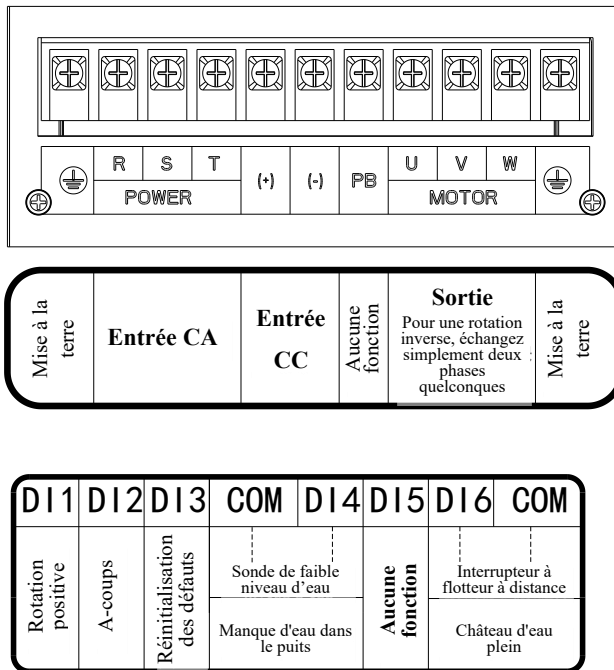 R S T (+) (-) PB U V W
POWER MOTOR
Mise à la
terre
Entrée CA
Entrée
CC
Aucune
fonction
Sortie
Pour une rotation
inverse, échangez
simplement deux
phases
quelconques
Mise à la
terre
DI1 DI2 DI3 COM DI4 DI5 DI6 COM
Rotation
positive
A-coups
Réinitialisation
des défauts
Sonde de faible
niveau d’eau
Manque d'eau dans
le puits
Aucune
fonction
Interrupteur à
flotteur à distance
Château d'eau
plein